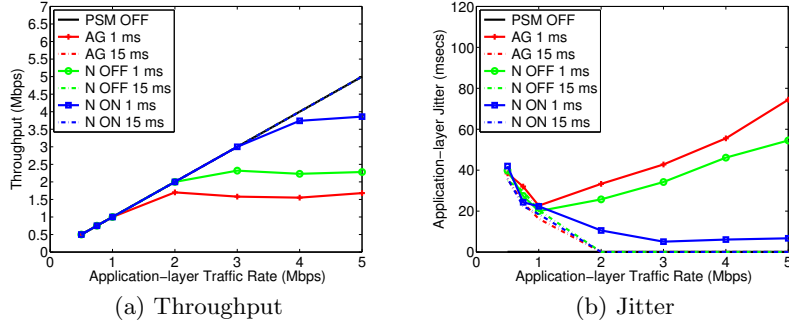 7
6.5
6
5.5
5
4.5
4
3.5
3
2.5
2
1.5
1
0.5
0
0 1 2 3 4 5
Throughput (Mbps)
Application−layer Traffic Rate (Mbps)
PSM OFF
AG 1 ms
AG 15 ms
N OFF 1 ms
N OFF 15 ms
N ON 1 ms
N ON 15 ms
(a) Throughput
120
100
80
60
40
20
0
0 1 2 3 4 5
Application−layer Jitter (msecs)
Application−layer Traffic Rate (Mbps)
PSM OFF
AG 1 ms
AG 15 ms
N OFF 1 ms
N OFF 15 ms
N ON 1 ms
N ON 15 ms
(b) Jitter